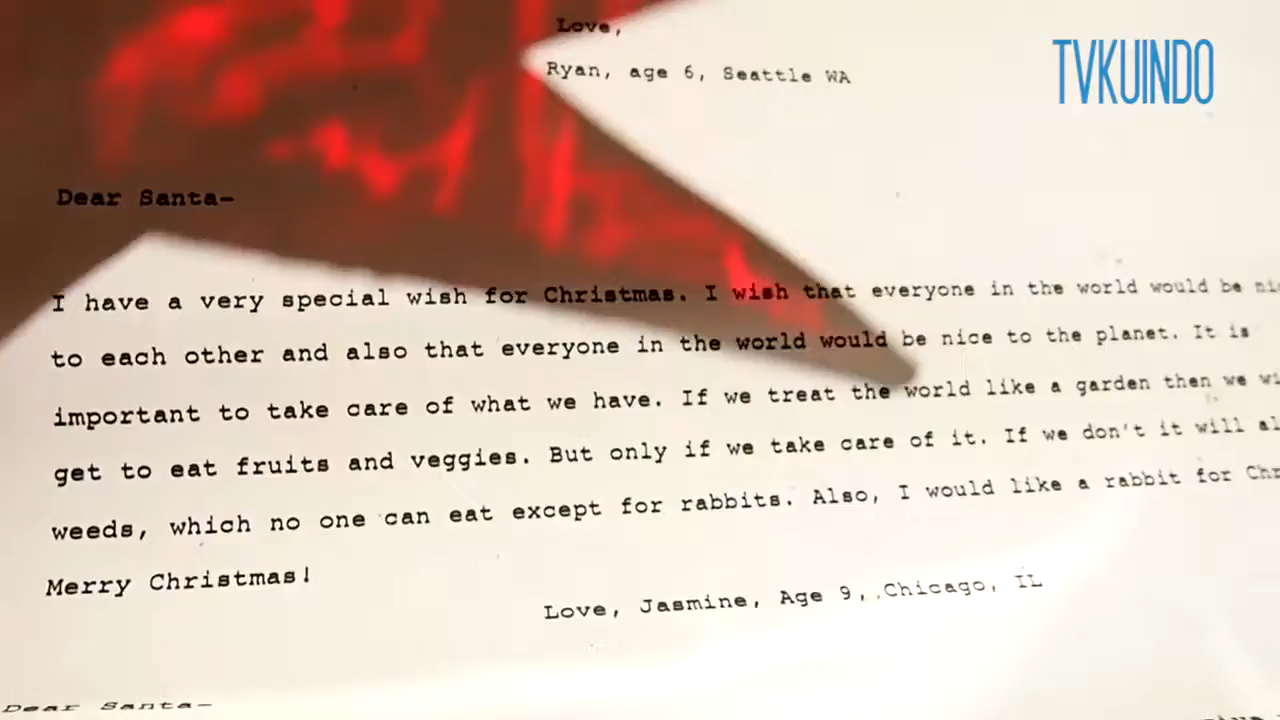 Love,
Ryan, age 6, Seattle WA
TVKUINDO
Dear Santa-
I have a very special wish for Christmas. I wish that everyone in the world would be
to each other and also that everyone in the world would be nice to the planet. It is
important to take care of what we have. If we treat the world like a garden then we
get to eat fruits and veggies. But only if we take care of it. If we don't it will
weeds, which no one can eat except for rabbits. Also, I would like a rabbit for
Merry Christmas!
Love, Jasmine, Age 9, Chicago, IL
Dear Santa-